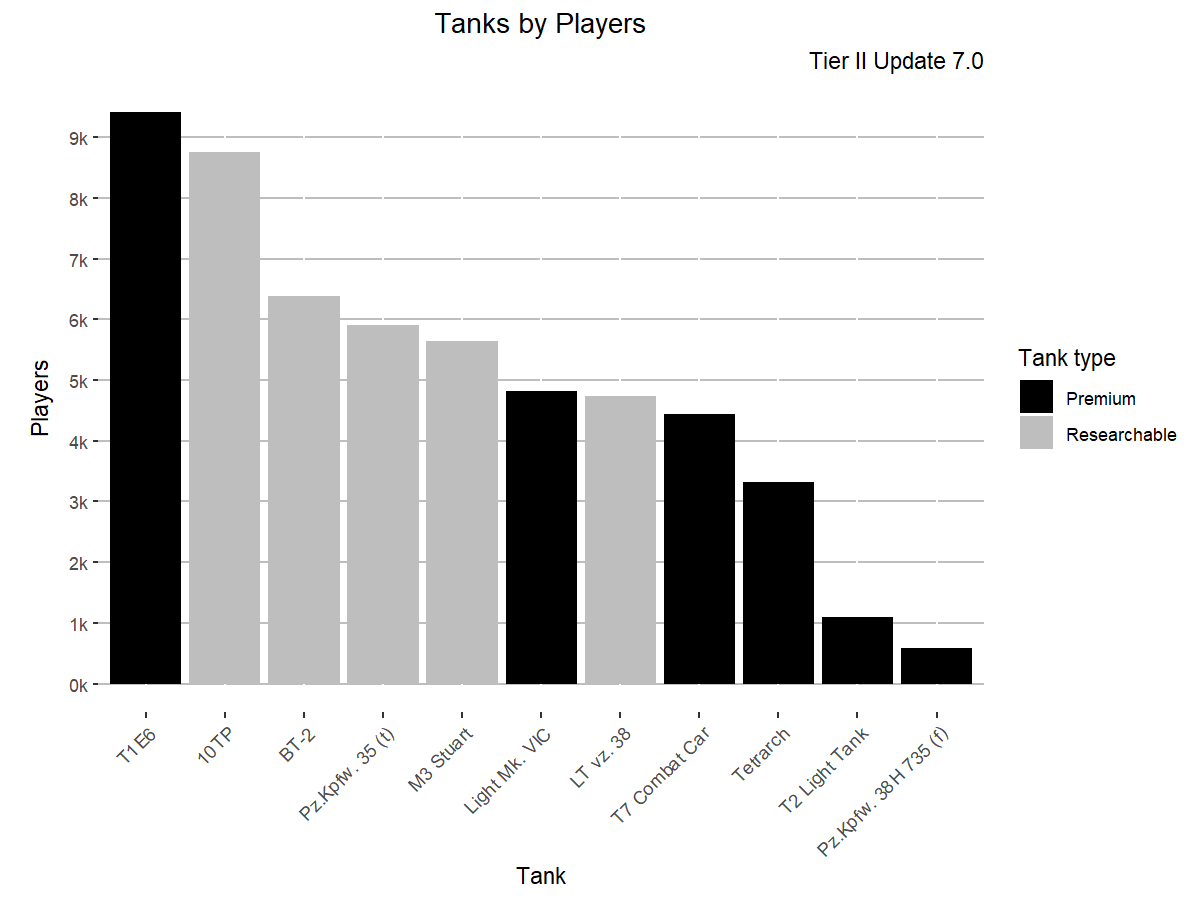 Tanks by Players
Tier II Update 7.0
9k
8k
7k
6k
5k
4k
3k
2k
1k
0k
Players
T1E6
10TP
BT-2
Pz.Kpfw. 35 (t)
M3 Stuart
Light Mk. VIC
LT vz. 38
T7 Combat Car
Tetrarch
T2 Light Tank
Pz.Kpfw. 38H 735 (f)
Tank
Tank type
Premium
Researchable